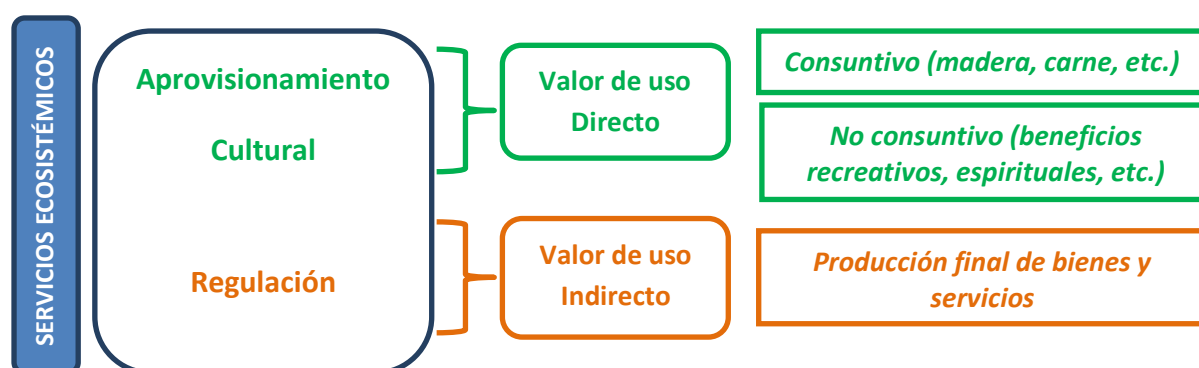 SERVICIOS ECOSISTÉMICOS
Aprovisionamiento
Cultural
Regulación
Valor de uso
Directo
Valor de uso
Indirecto
Consuntivo (madera, carne, etc.)
No consuntivo (beneficios
recreativos, espirituales, etc.)
Producción final de bienes y
servicios